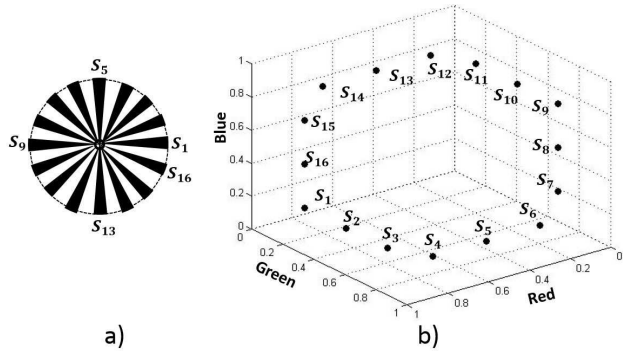 S₅
S₉
S₁
S₁₆
S₁₃
a)
1
0.8
0.6
0.4
0.2
0
Blue
S₁₂
S₁₃
S₁₁
S₁₄
S₁₀
S₉
S₁₅
S₈
S₁₆
S₇
S₁
S₂
S₃
S₄
S₅
S₆
0
0.2
0.4
0.6
0.8
1
Green
1
0.8
0.6
0.4
0.2
0
Red
b)